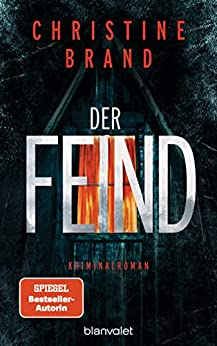 CHRISTINE
BRAND
DER
FEIND
KRIMINALROMAN
SPIEGEL
Bestseller-
Autorin
blanvalet